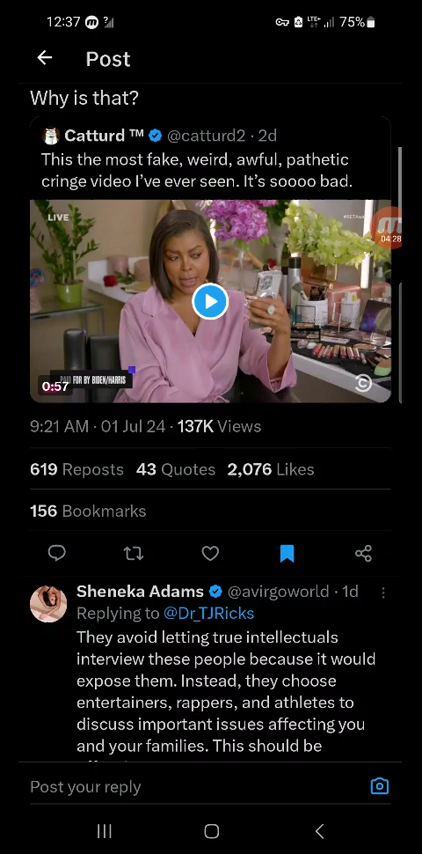 12:37
LTE+
75%
Post
Why is that?
Catturd ™ @catturd2 · 2d
This the most fake, weird, awful, pathetic
cringe video I've ever seen. It's soooo bad.
LIVE
04:28
0:57
FOR BY BIDEN/HARRIS
9:21 AM · 01 Jul 24 · 137K Views
619 Reposts 43 Quotes 2,076 Likes
156 Bookmarks
Sheneka Adams @avirgoworld · 1d
Replying to @Dr_TJRicks
They avoid letting true intellectuals
interview these people because it would
expose them. Instead, they choose
entertainers, rappers, and athletes to
discuss important issues affecting you
and your families. This should be
Post your reply